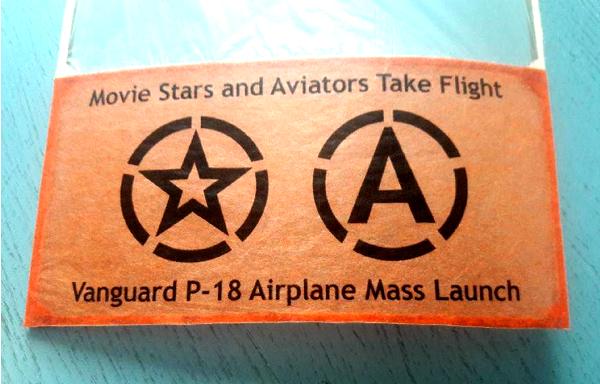 Movie Stars and Aviators Take Flight
A
Vanguard P-18 Airplane Mass Launch